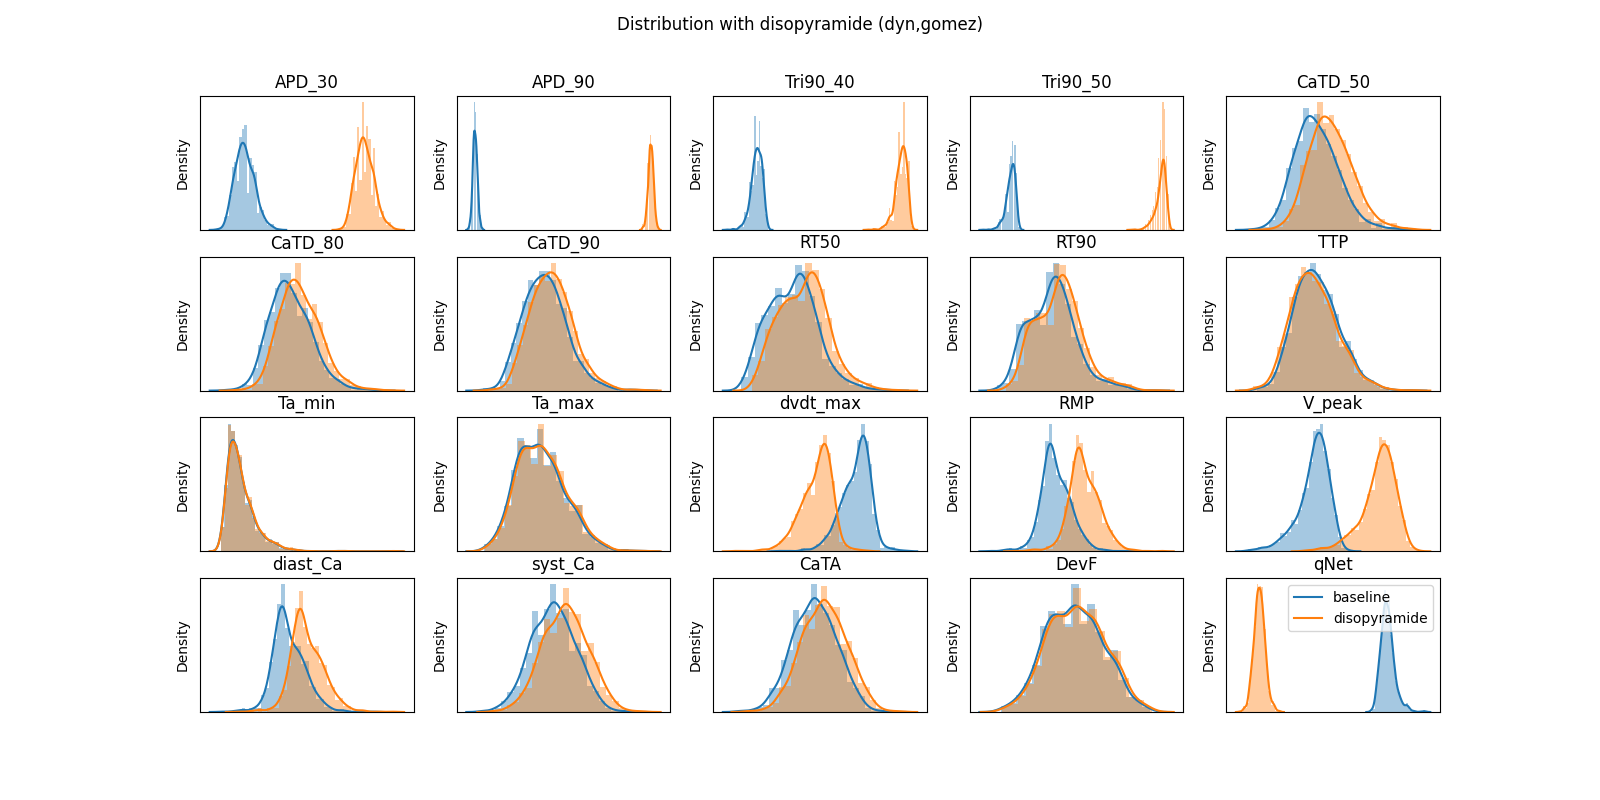 Distribution with disopyramide (dyn,gomez)
APD_30
APD_90
Tri90_40
Tri90_50
CaTD_50
Density
Density
Density
Density
Density
CaTD_80
CaTD_90
RT50
RT90
TTP
Density
Density
Density
Density
Density
Ta_min
Ta_max
dvdt_max
RMP
V_peak
Density
Density
Density
Density
Density
diast_Ca
syst_Ca
CaTA
DevF
qNet
Density
Density
Density
Density
Density
baseline
disopyramide